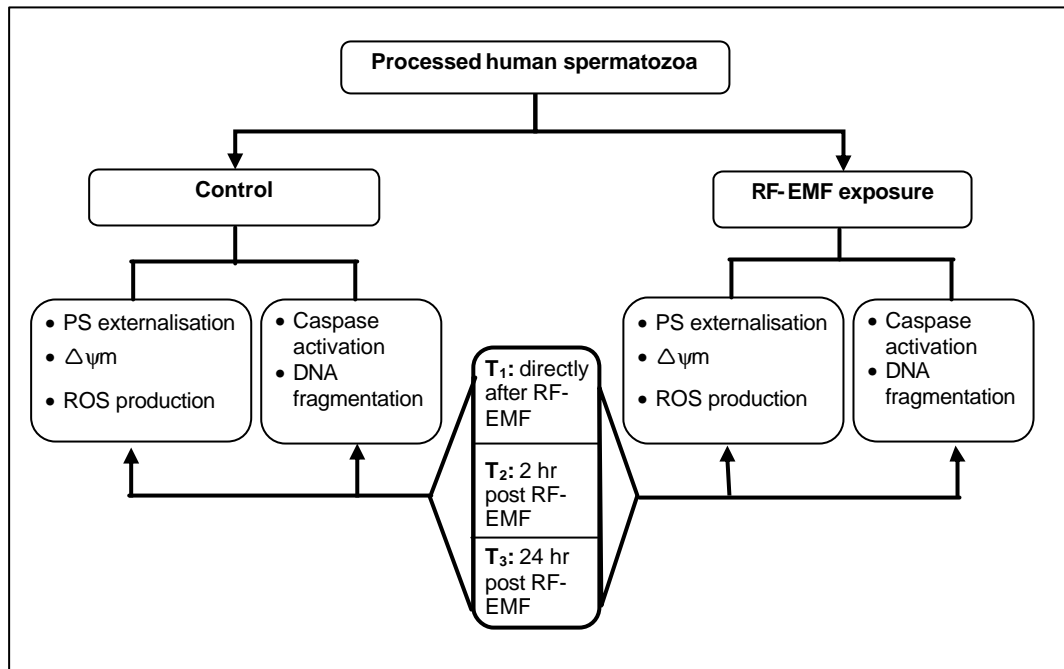 Processed human spermatozoa
Control
RF-EMF exposure
• PS externalisation
• △ψm
• ROS production
• Caspase
activation
• DNA
fragmentation
T₁: directly
after RF-
EMF
T₂: 2 hr
post RF-
EMF
T₃: 24 hr
post RF-
EMF
• PS externalisation
• △ψm
• ROS production
• Caspase
activation
• DNA
fragmentation